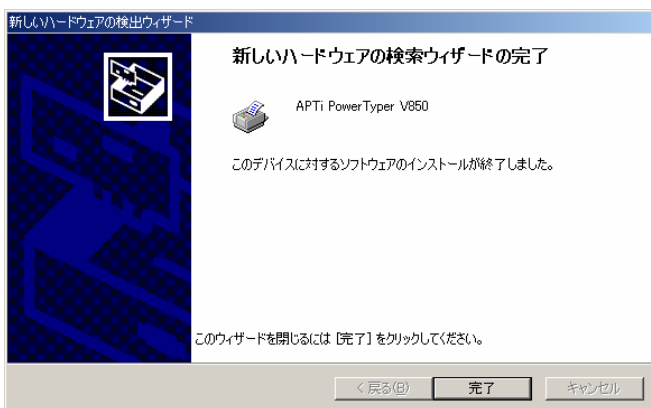 新しいハードウェアの検出ウィザード
新しいハードウェアの検索ウィザードの完了
APTi PowerTyper V850
このデバイスに対するソフトウェアのインストールが終了しました。
このウィザードを閉じるには [完了] をクリックしてください。
< 戻る(B)
完了
キャンセル